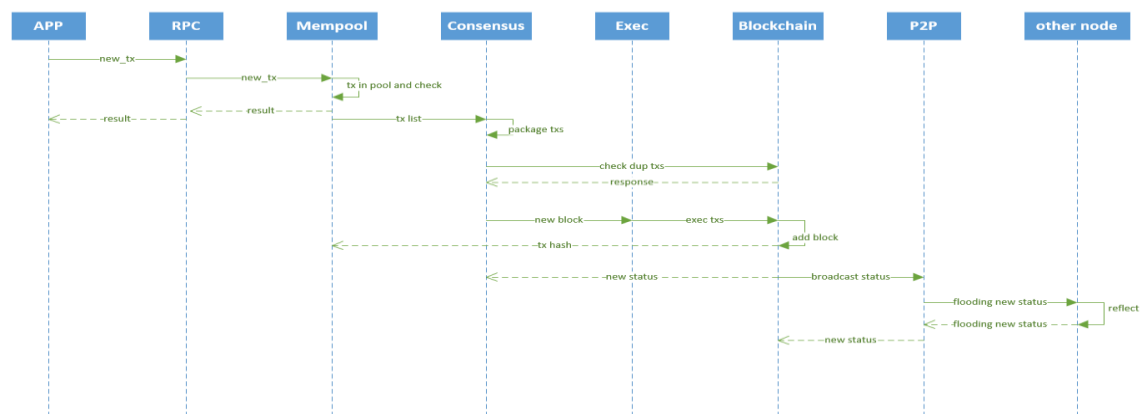 APP RPC Mempool Consensus Exec Blockchain P2P other node
new_tx
new_tx
tx in pool and check
result
result
tx list
package txs
check dup txs
response
new block
exec txs
add block
tx hash
new status
broadcast status
flooding new status
reflect
flooding new status
new status